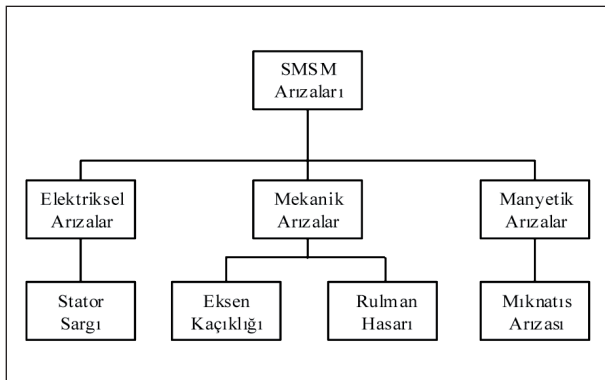 SMSM
Arızaları
Elektriksel
Arızalar
Mekanik
Arızalar
Manyetik
Arızalar
Stator
Sargı
Eksen
Kaçıklığı
Rulman
Hasarı
Mıknatıs
Arızası